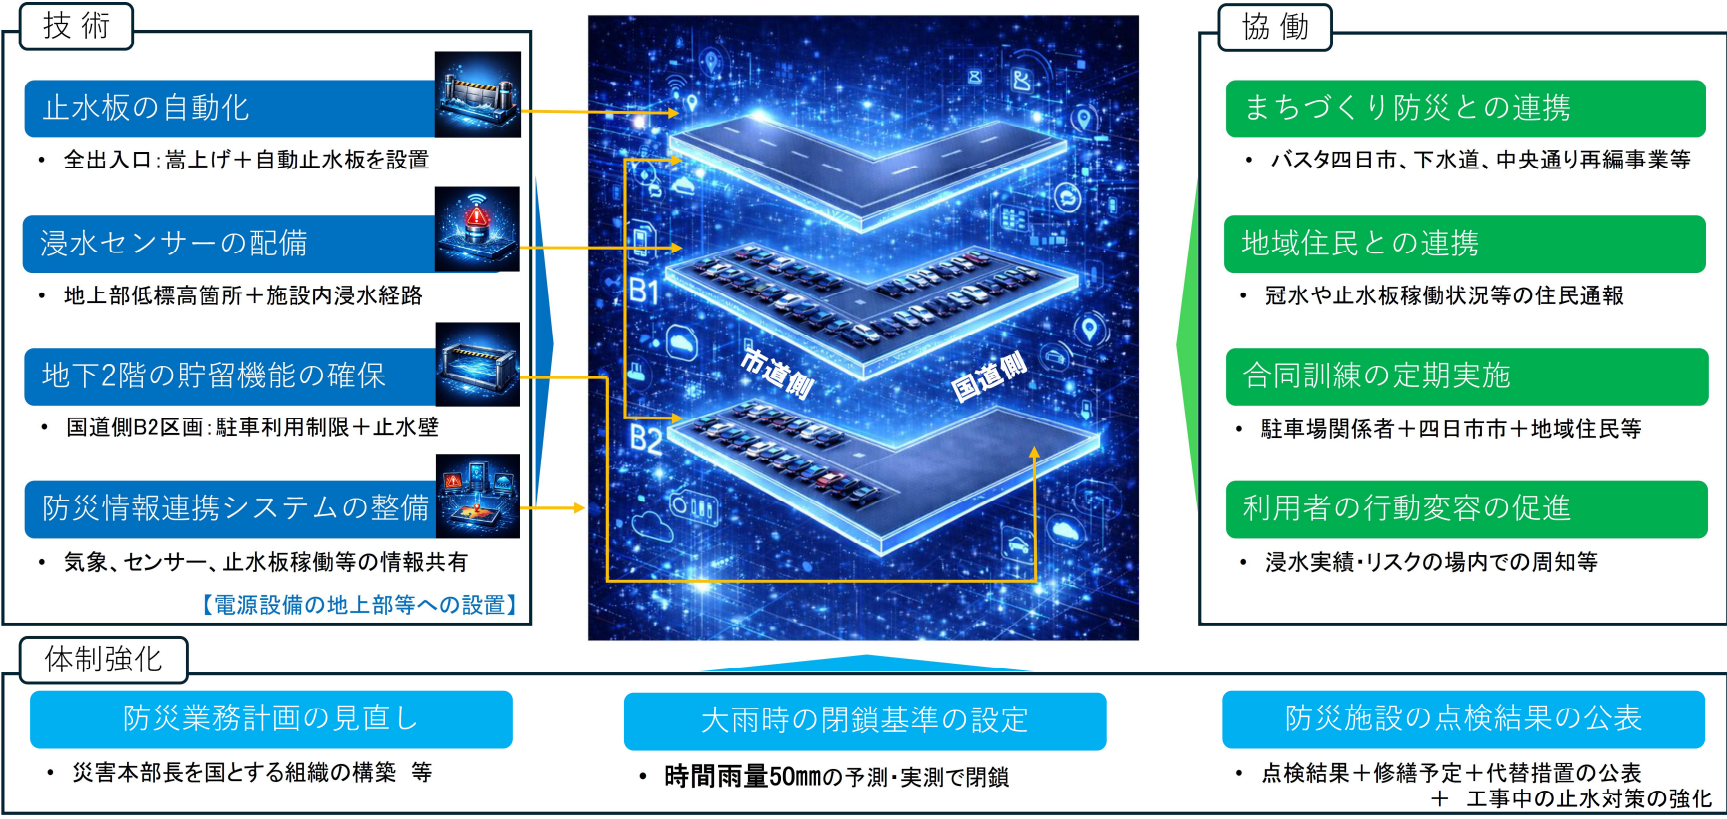 技 術
止水板の自動化
• 全出入口：嵩上げ＋自動止水板を設置
浸水センサーの配備
• 地上部低標高箇所＋施設内浸水経路
地下2階の貯留機能の確保
• 国道側B2区画：駐車利用制限＋止水壁
防災情報連携システムの整備
• 気象、センサー、止水板稼働等の情報共有
【電源設備の地上部等への設置】
B1
市道側
国道側
B2
協 働
まちづくり防災との連携
• バスタ四日市、下水道、中央通り再編事業等
地域住民との連携
• 冠水や止水板稼働状況等の住民通報
合同訓練の定期実施
• 駐車場関係者＋四日市市＋地域住民等
利用者の行動変容の促進
• 浸水実績・リスクの場内での周知等
体制強化
防災業務計画の見直し
• 災害本部長を国とする組織の構築　等
大雨時の閉鎖基準の設定
• 時間雨量50mmの予測・実測で閉鎖
防災施設の点検結果の公表
• 点検結果＋修繕予定＋代替措置の公表
＋　工事中の止水対策の強化